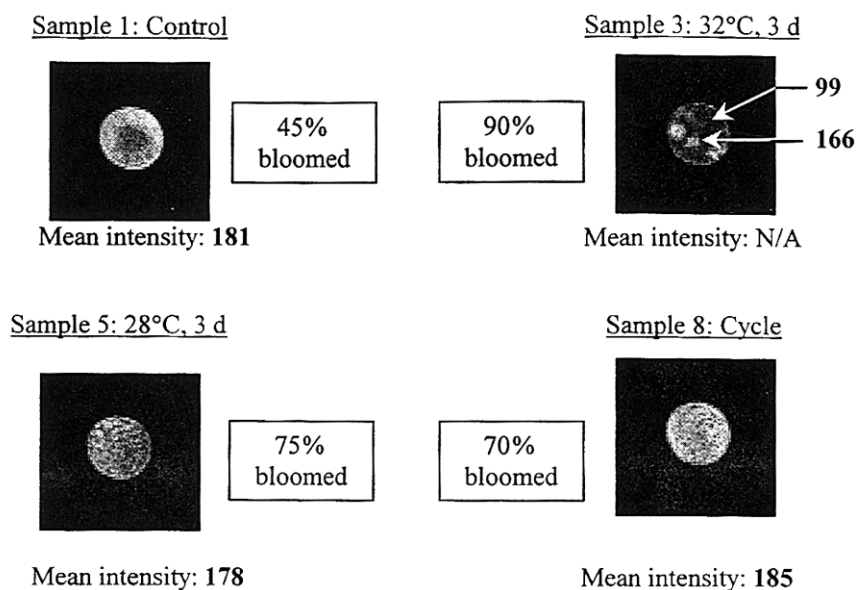 Sample 1: Control
Sample 3: 32°C, 3 d
45%
bloomed
90%
bloomed
99
166
Mean intensity: 181
Mean intensity: N/A
Sample 5: 28°C, 3 d
Sample 8: Cycle
75%
bloomed
70%
bloomed
Mean intensity: 178
Mean intensity: 185